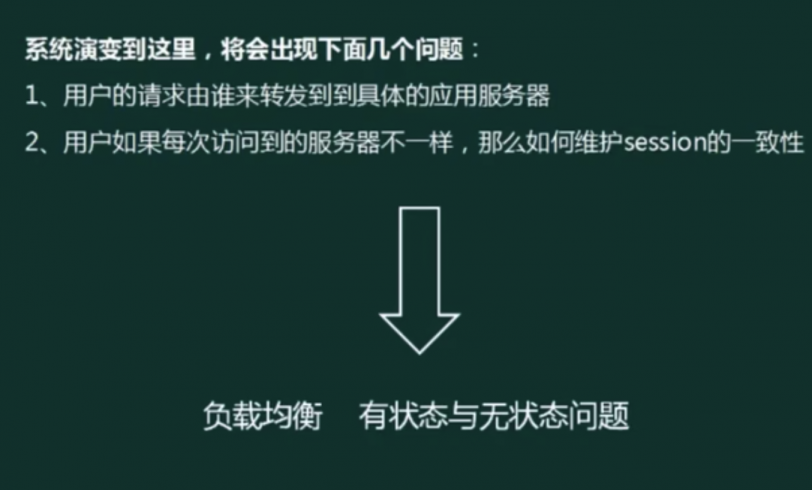 系统演变到这里，将会出现下面几个问题：
1、用户的请求由谁来转发到到具体的应用服务器
2、用户如果每次访问到的服务器不一样，那么如何维护session的一致性
负载均衡 有状态与无状态问题